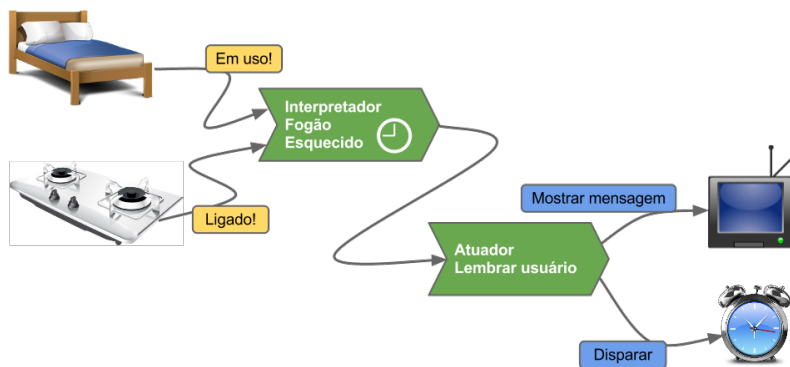 Em uso!
Interpretador
Fogão
Esquecido
Ligado!
Mostrar mensagem
Atuador
Lembrar usuário
Disparar